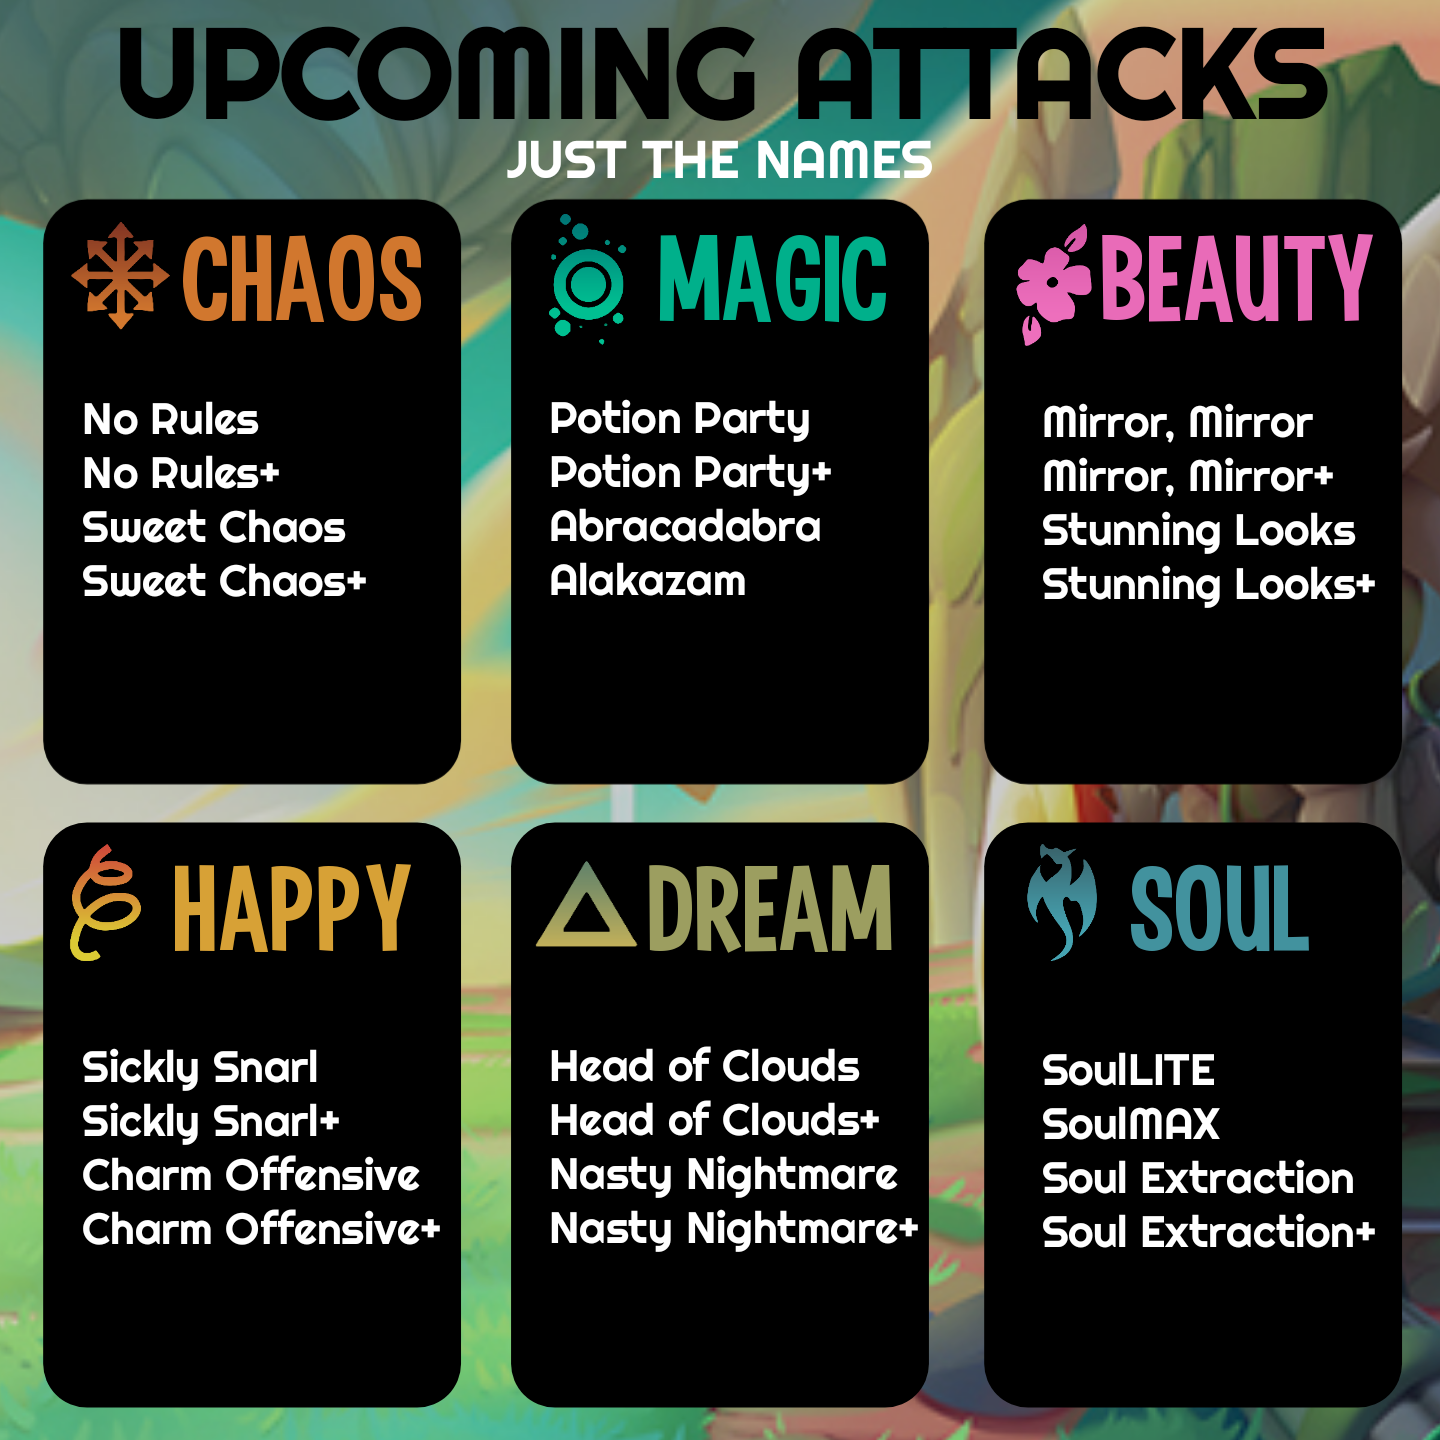 UPCOMING ATTACKS
JUST THE NAMES
CHAOS
No Rules
No Rules+
Sweet Chaos
Sweet Chaos+
MAGIC
Potion Party
Potion Party+
Abracadabra
Alakazam
BEAUTY
Mirror, Mirror
Mirror, Mirror+
Stunning Looks
Stunning Looks+
HAPPY
Sickly Snarl
Sickly Snarl+
Charm Offensive
Charm Offensive+
DREAM
Head of Clouds
Head of Clouds+
Nasty Nightmare
Nasty Nightmare+
SOUL
SoulLITE
SoulMAX
Soul Extraction
Soul Extraction+